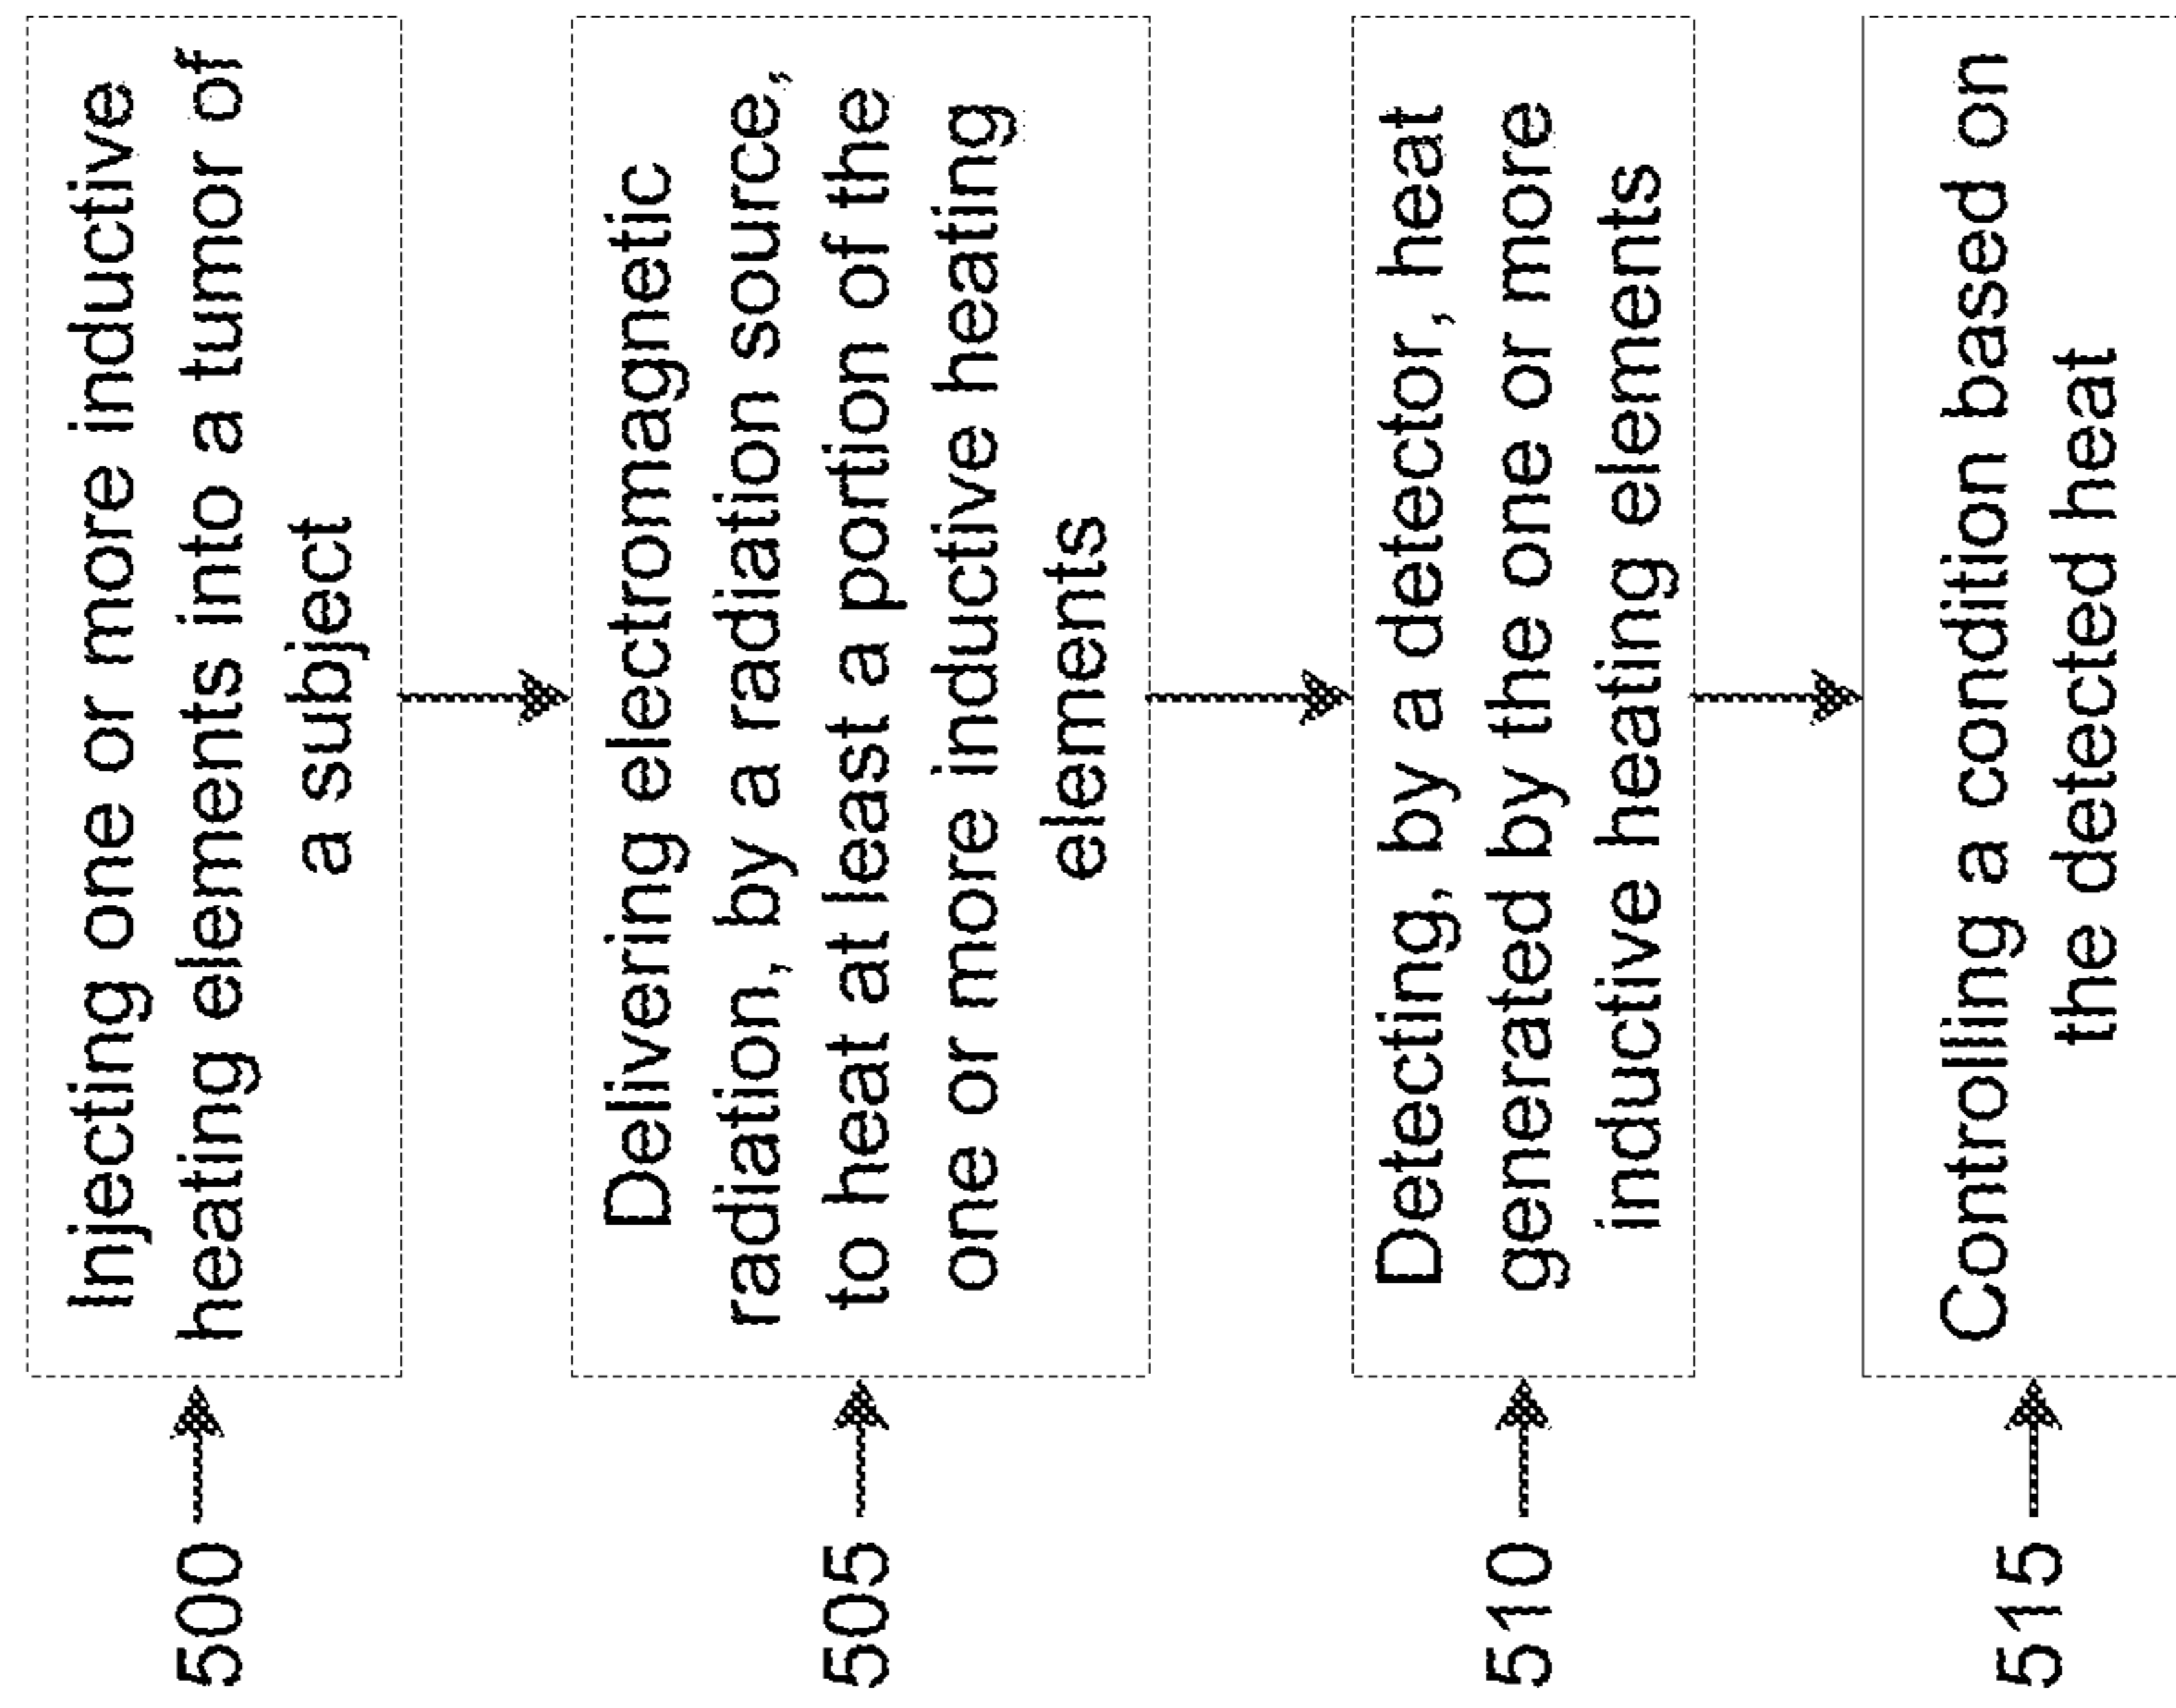 500
Injecting one or more inductive
heating elements into a tumor of
a subject
505
Delivering electromagnetic
radiation, by a radiation source,
to heat at least a portion of the
one or more inductive heating
elements
510
Detecting, by a detector, heat
generated by the one or more
inductive heating elements
515
Controlling a condition based on
the detected heat